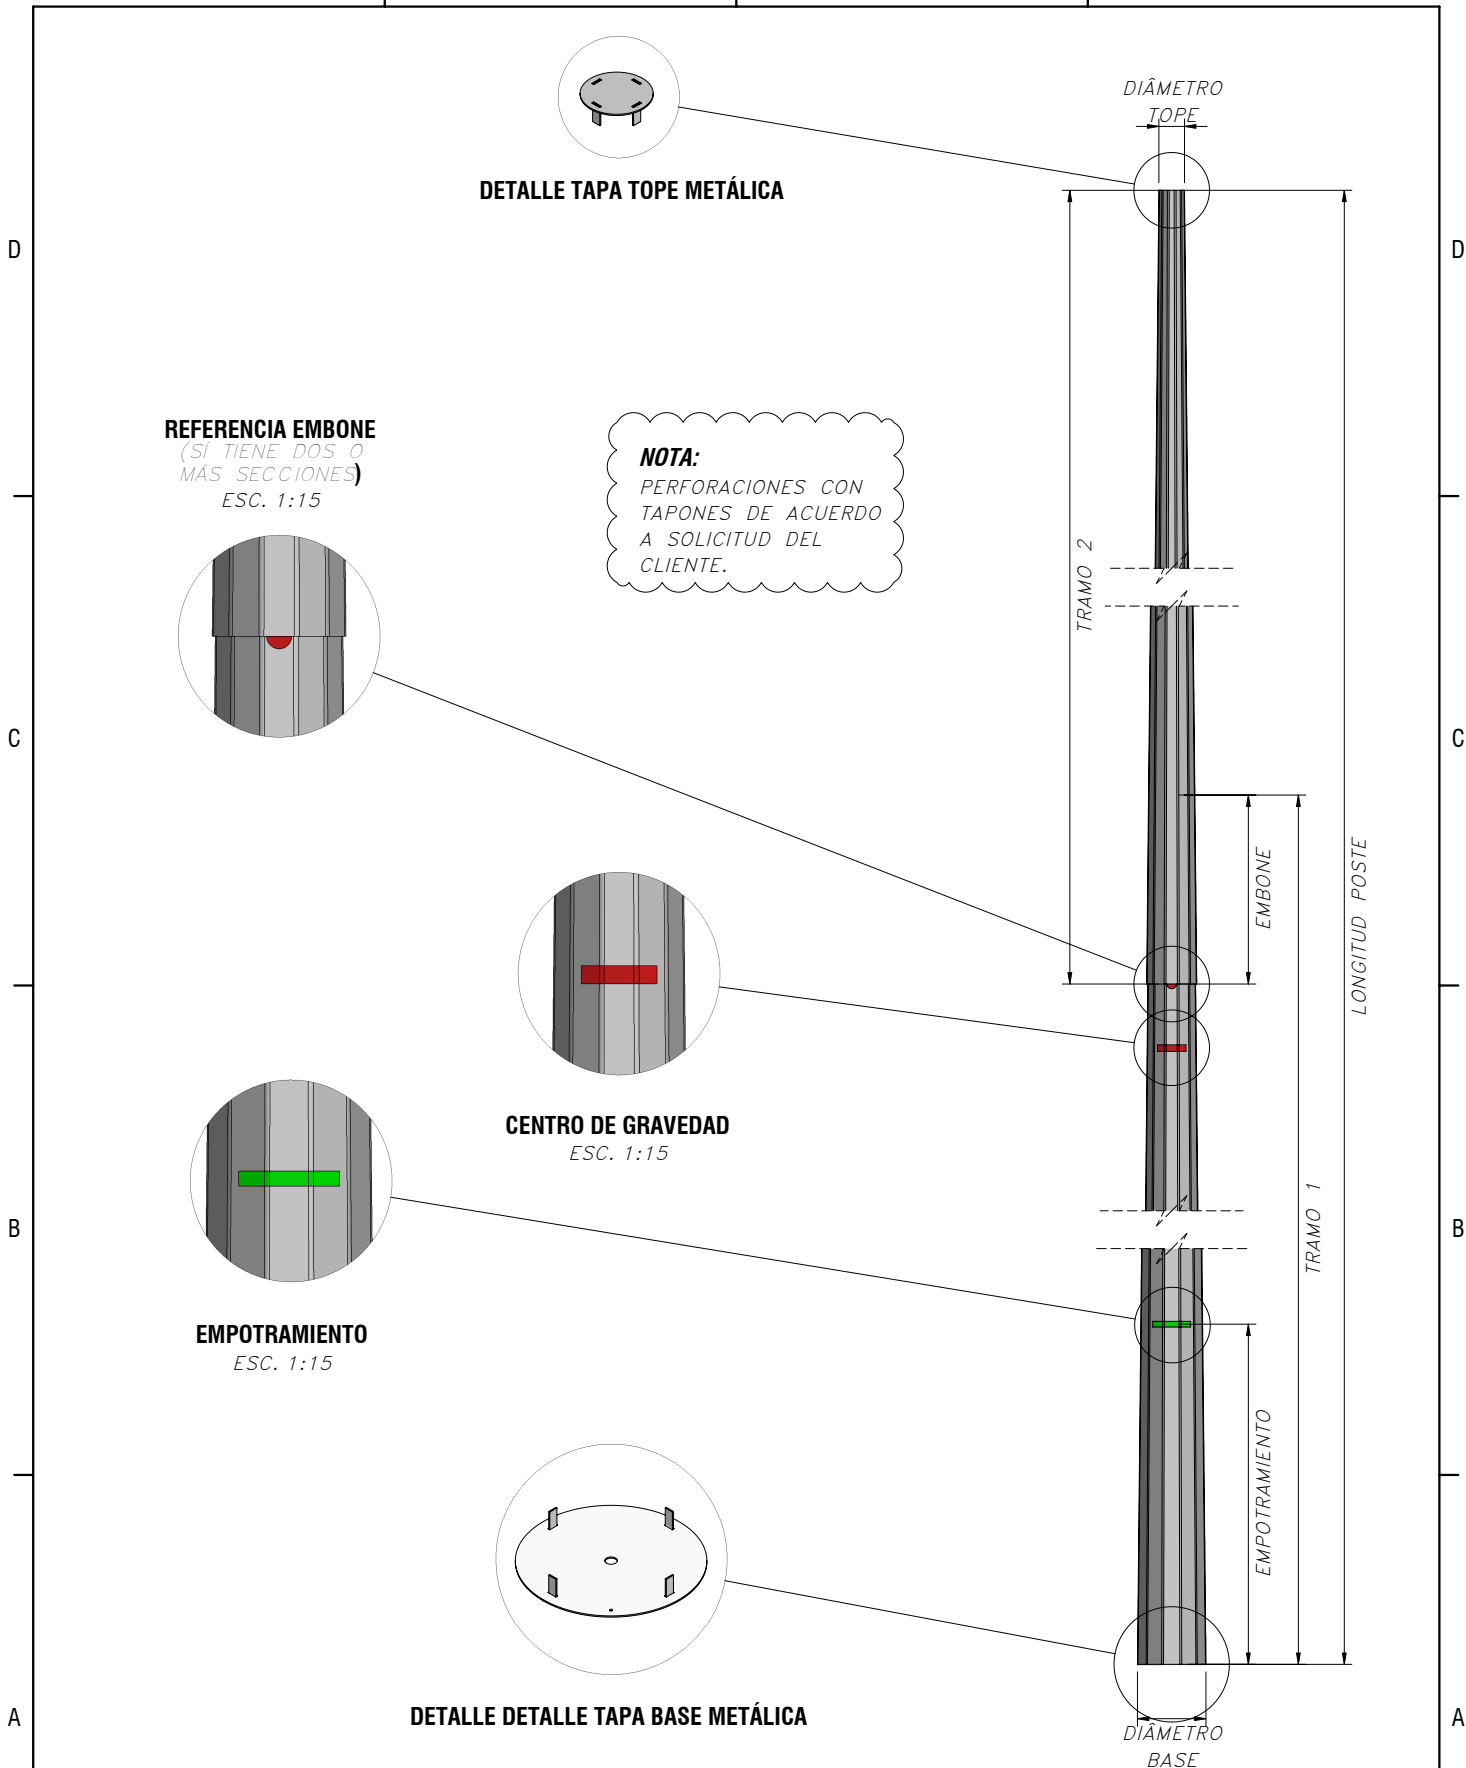 DIÂMETRO
TOPE
DETALLE TAPA TOPE METÁLICA
D
D
REFERENCIA EMBONE
(SÍ TIENE DOS O
MÁS SECCIONES)
ESC. 1:15
NOTA:
PERFORACIONES CON
TAPONES DE ACUERDO
A SOLICITUD DEL
CLIENTE.
TRAMO 2
C
C
EMBONE
LONGITUD POSTE
CENTRO DE GRAVEDAD
ESC. 1:15
TRAMO 1
B
B
EMPOTRAMIENTO
ESC. 1:15
EMPOTRAMIENTO
DETALLE DETALLE TAPA BASE METÁLICA
A
A
DIÂMETRO
BASE